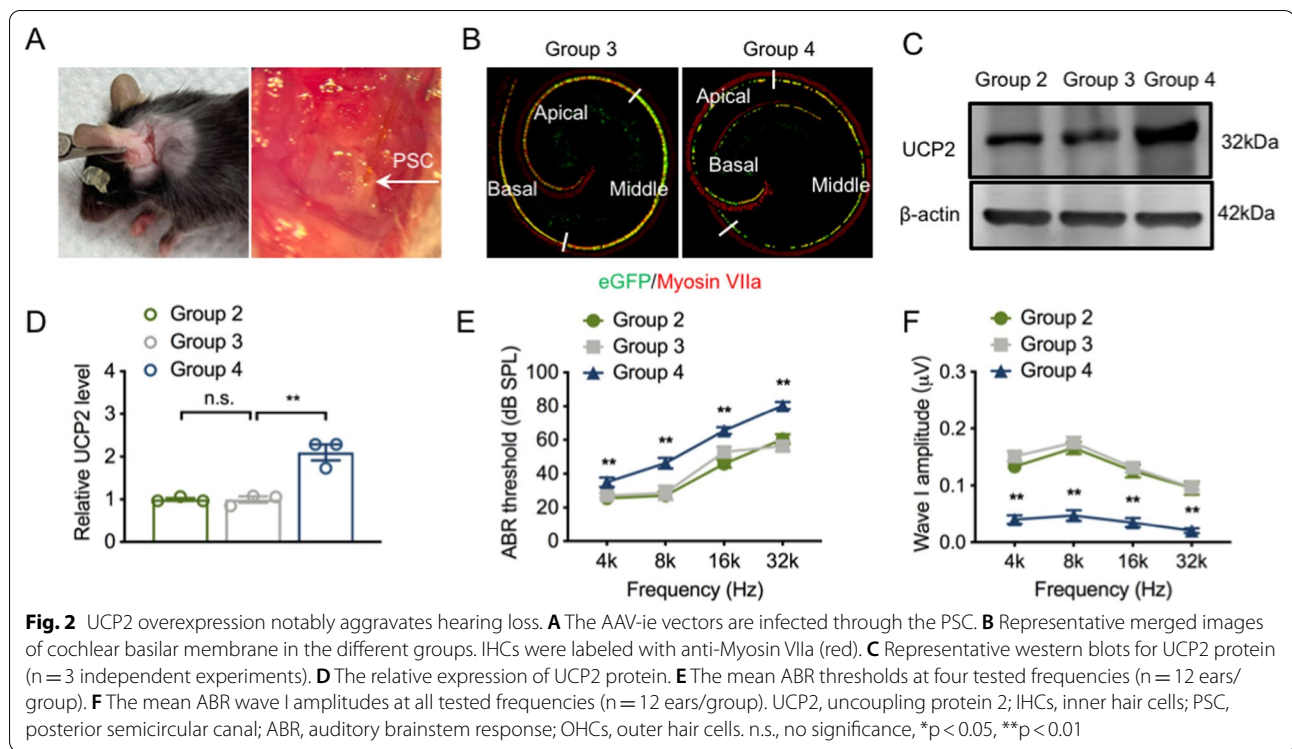 A
PSC
B
Group 3
Group 4
Apical
Basal
Middle
Apical
Basal
Middle
eGFP/Myosin VIIa
C
Group 2 Group 3 Group 4
UCP2
32kDa
β-actin
42kDa
D
Group 2
Group 3
Group 4
Relative UCP2 level
4
3
2
1
0
n.s.
**
E
Group 2
Group 3
Group 4
ABR threshold (dB SPL)
100
80
60
40
20
0
**
**
**
**
4k 8k 16k 32k
Frequency (Hz)
F
Group 2
Group 3
Group 4
Wave I amplitude (μV)
0.3
0.2
0.1
0.0
**
**
**
**
4k 8k 16k 32k
Frequency (Hz)
Fig. 2 UCP2 overexpression notably aggravates hearing loss. A The AAV-ie vectors are infected through the PSC. B Representative merged images
of cochlear basilar membrane in the different groups. IHCs were labeled with anti-Myosin VIIa (red). C Representative western blots for UCP2 protein
(n = 3 independent experiments). D The relative expression of UCP2 protein. E The mean ABR thresholds at four tested frequencies (n = 12 ears/
group). F The mean ABR wave I amplitudes at all tested frequencies (n = 12 ears/group). UCP2, uncoupling protein 2; IHCs, inner hair cells; PSC,
posterior semicircular canal; ABR, auditory brainstem response; OHCs, outer hair cells. n.s., no significance, *p < 0.05, **p < 0.01